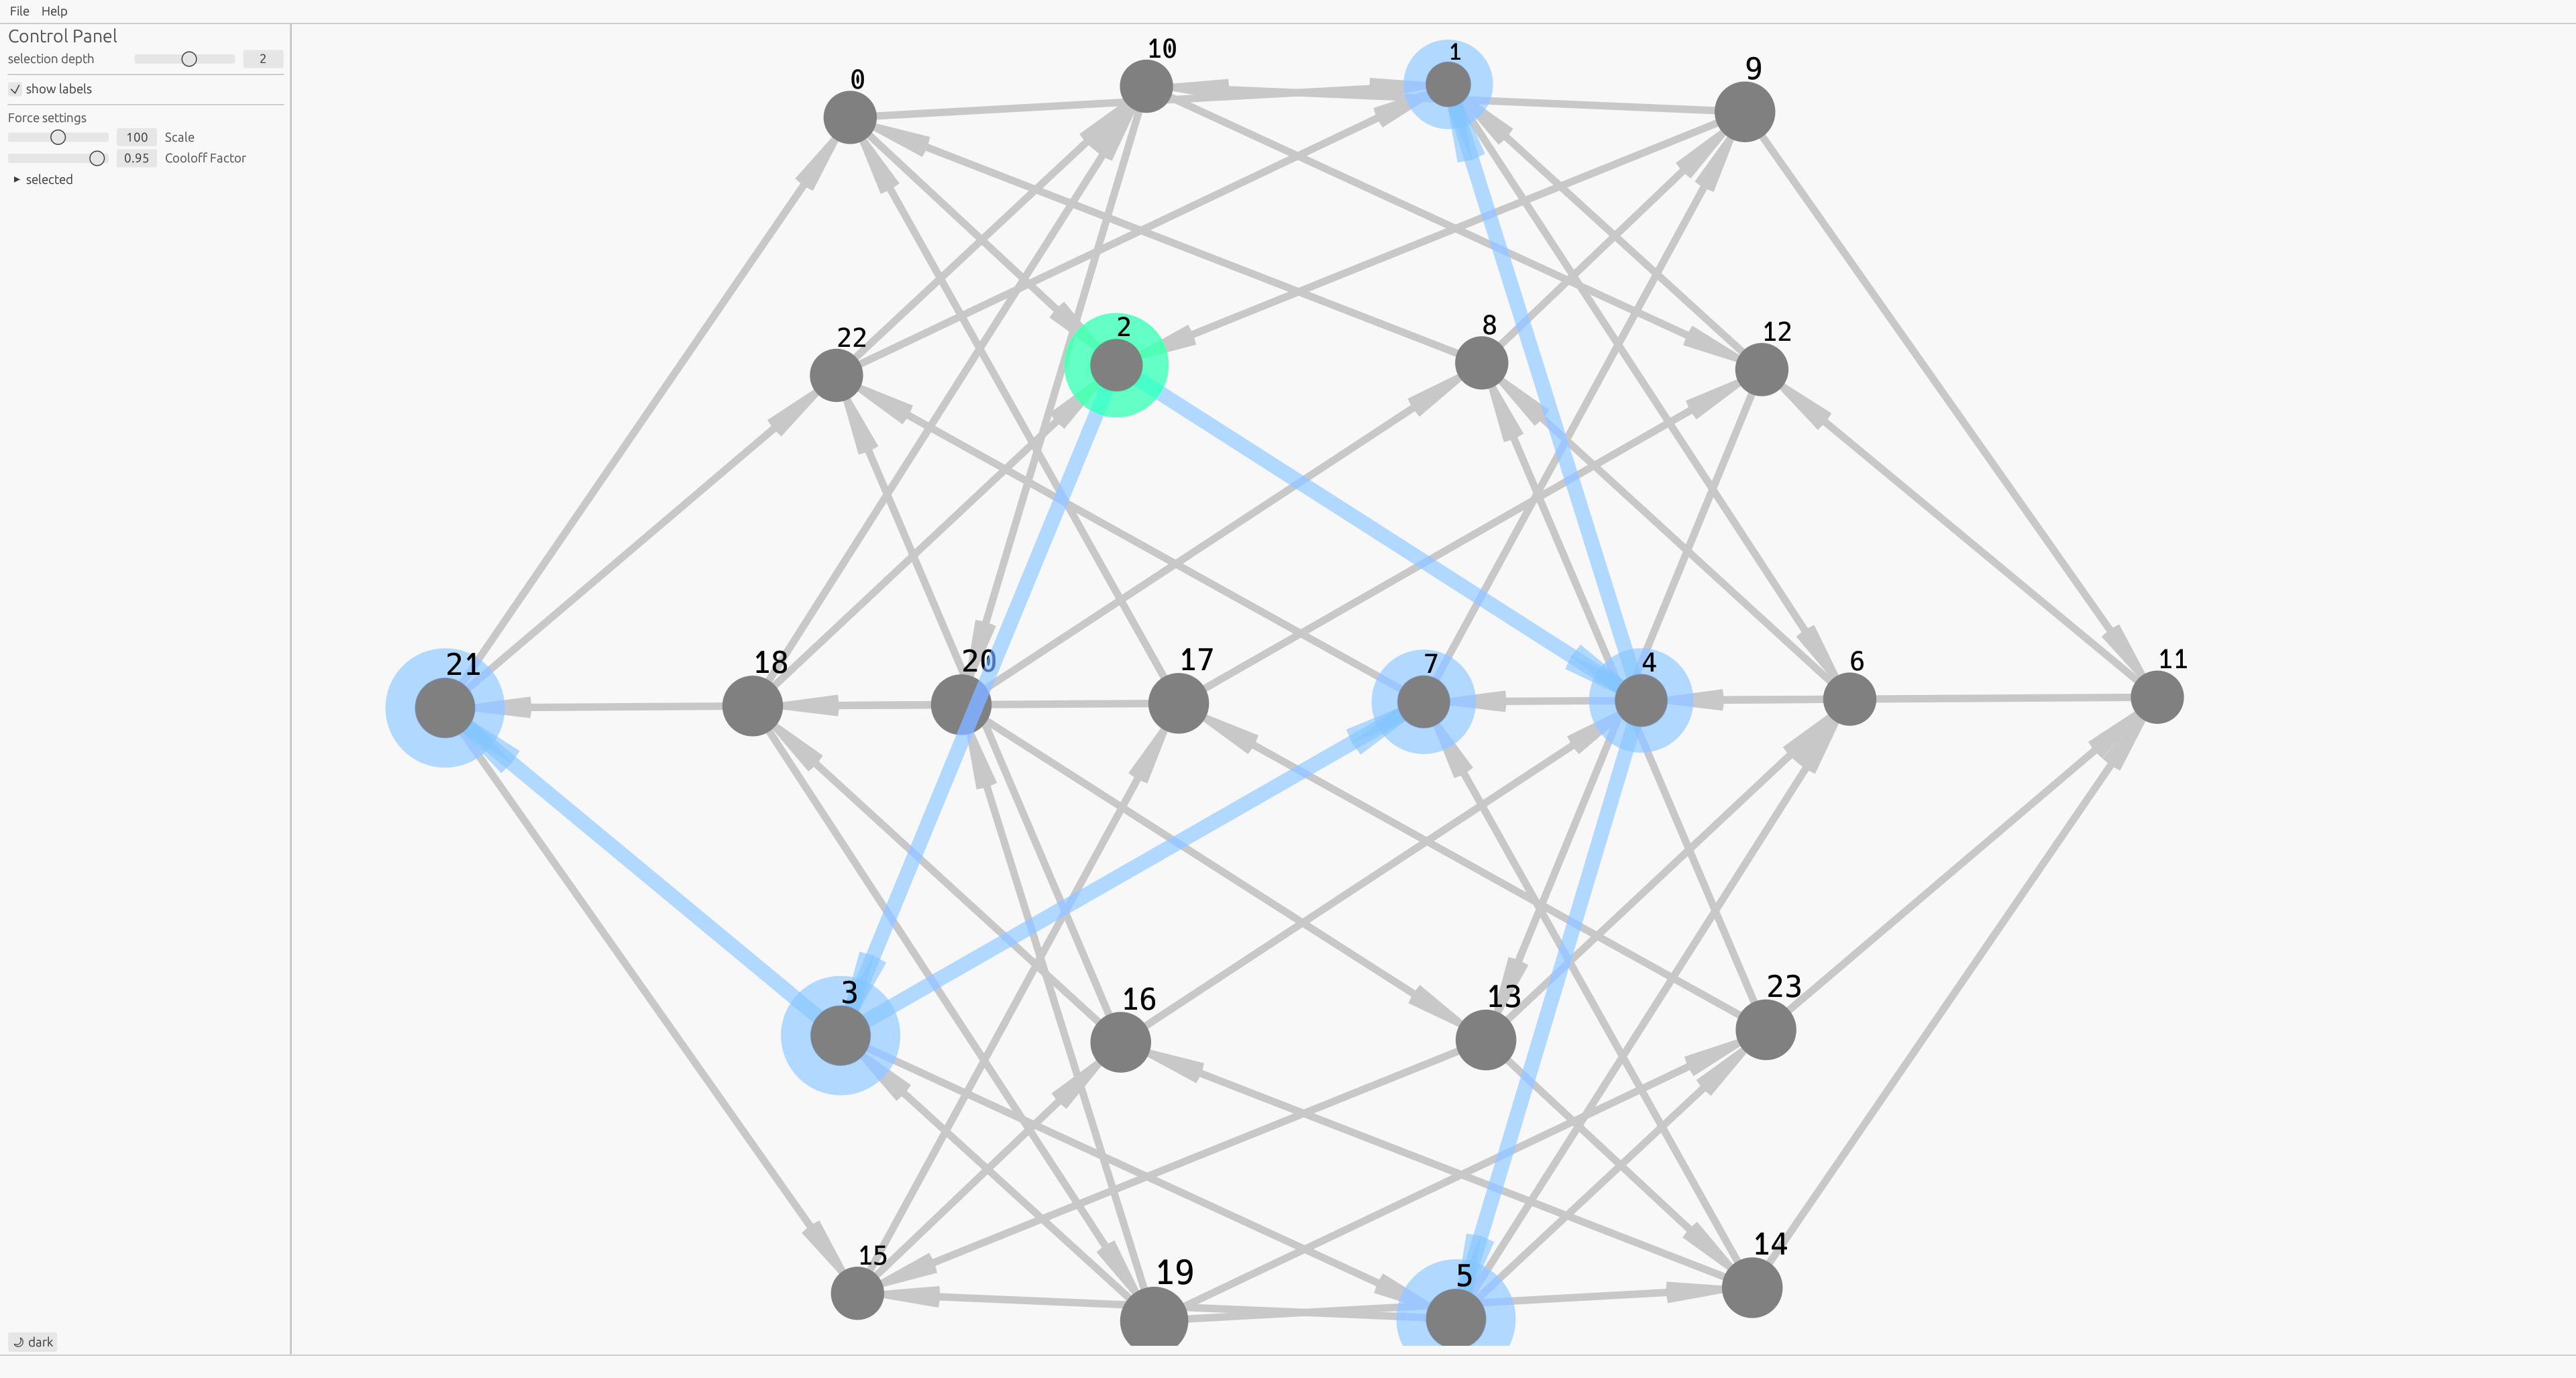 File Help
Control Panel
selection depth 2
show labels
Force settings
100 Scale
0.95 Cooloff Factor
selected
dark
10 1
0 9
22 2 8 12
21 18 20 17 7 4 6 11
3 16 13 23
15 19 5 14